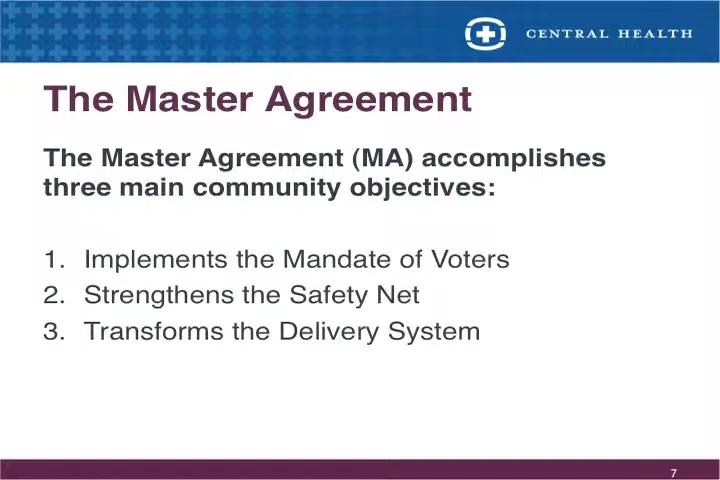 CENTRAL HEALTH
The Master Agreement
The Master Agreement (MA) accomplishes
three main community objectives:
1. Implements the Mandate of Voters
2. Strengthens the Safety Net
3. Transforms the Delivery System
7